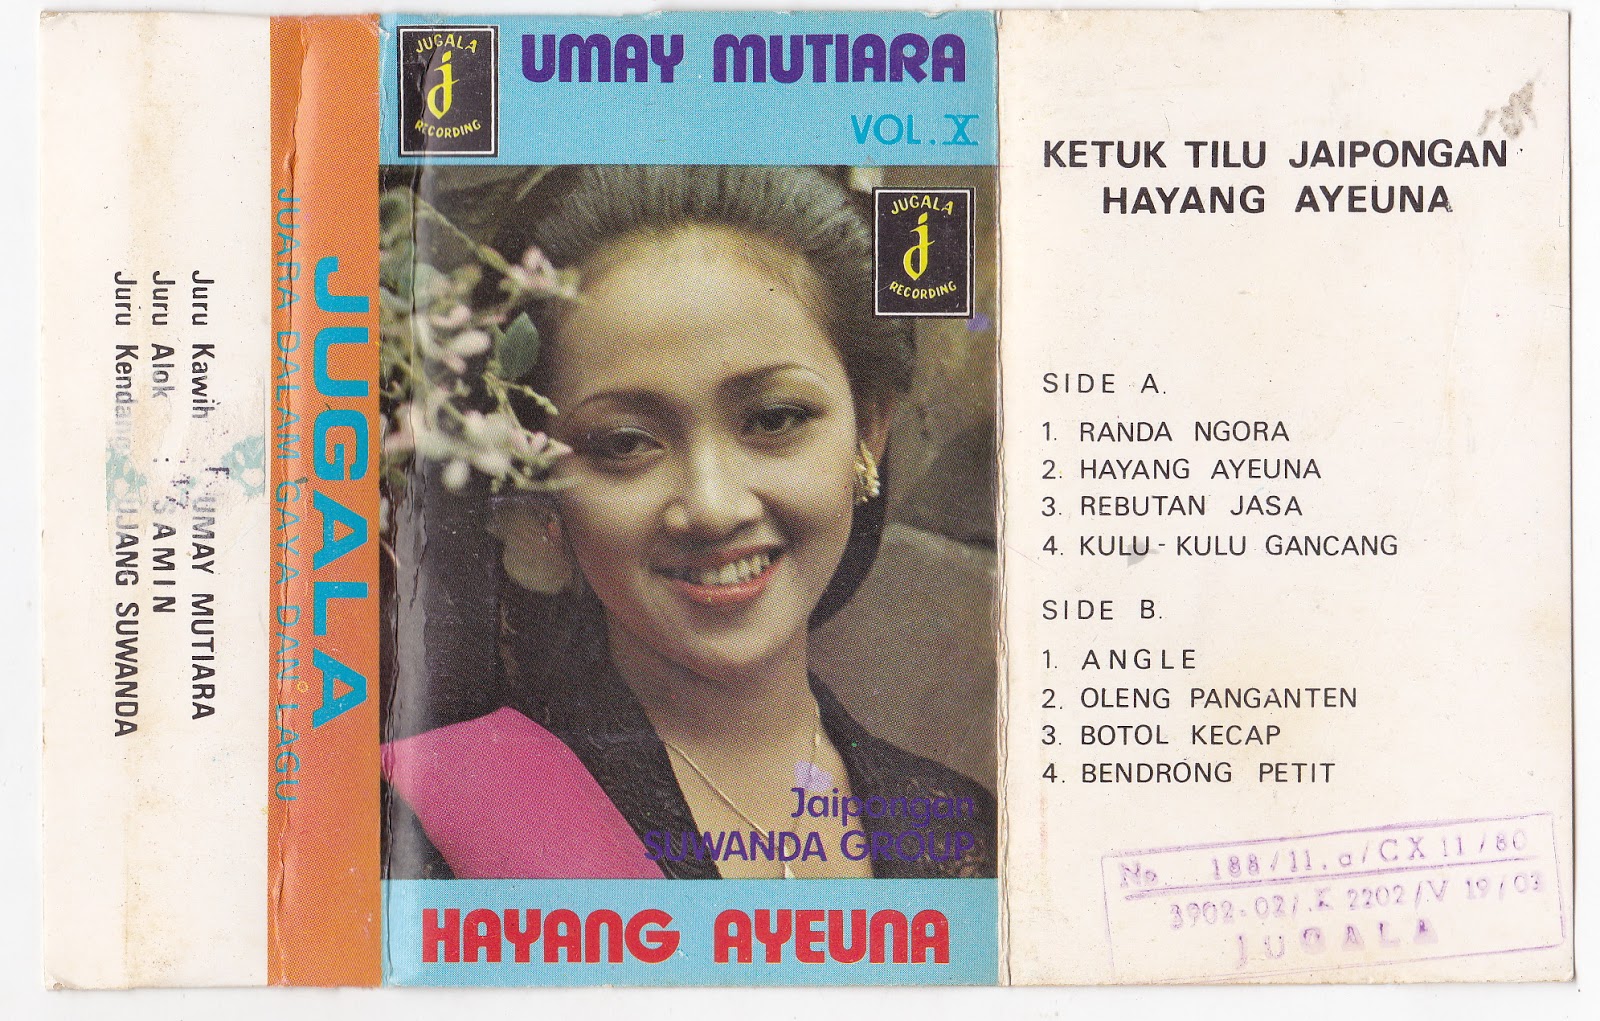 Juru Kawih : UMAY MUTIARA
Juru Alok : SAMIN
Juru Kendang : UJANG SUWANDA
JUGALA
JUARA DALAM GAYA DAN LAGU
JUGALA
j
RECORDING
UMAY MUTIARA
VOL. X
JUGALA
j
RECORDING
Jaipongan
SUWANDA GROUP
HAYANG AYEUNA
KETUK TILU JAIPONGAN
HAYANG AYEUNA
SIDE A.
1. RANDA NGORA
2. HAYANG AYEUNA
3. REBUTAN JASA
4. KULU-KULU GANCANG
SIDE B.
1. ANGLE
2. OLENG PANGANTEN
3. BOTOL KECAP
4. BENDRONG PETIT
No. 188/11.a/CX11/80
JUGALA